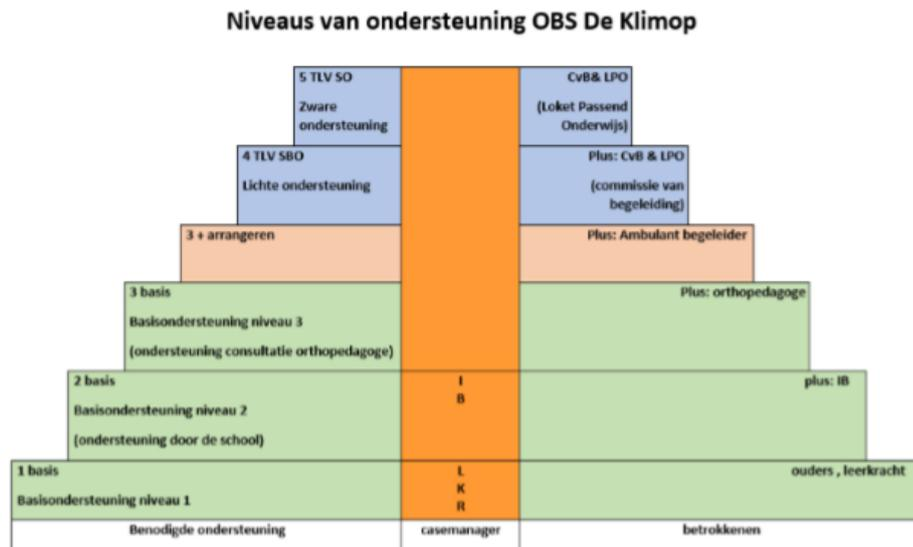 Niveaus van ondersteuning OBS De Klimop
5 TLV SO
Zware
ondersteuning
CvB& LPO
(Loket Passend
Onderwijs)
4 TLV SBO
Lichte ondersteuning
Plus: CvB & LPO
(commissie van
begeleiding)
3 + arrangeren
Plus: Ambulant begeleider
3 basis
Basisondersteuning niveau 3
(ondersteuning consultatie orthopedagoge)
Plus: orthopedagoge
2 basis
Basisondersteuning niveau 2
(ondersteuning door de school)
I
B
plus: IB
1 basis
Basisondersteuning niveau 1
L
K
R
ouders , leerkracht
Benodigde ondersteuning
casemanager
betrokkenen